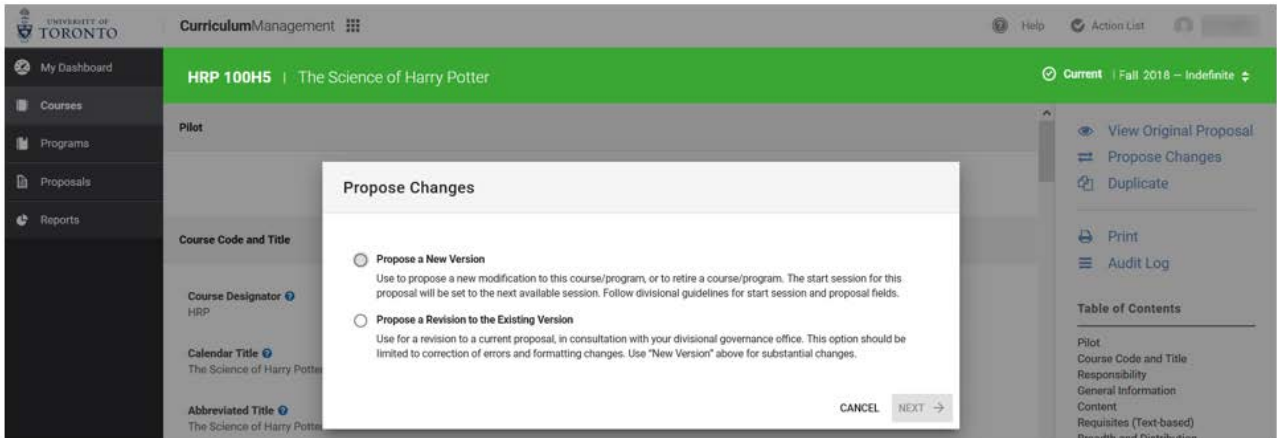 UNIVERSITY OF
TORONTO
CurriculumManagement
Help
Action List
My Dashboard
Courses
Programs
Proposals
Reports
HRP 100H5 | The Science of Harry Potter
Current | Fall 2018 – Indefinite
Pilot
View Original Proposal
Propose Changes
Duplicate
Print
Audit Log
Table of Contents
Pilot
Course Code and Title
Responsibility
General Information
Content
Requisites (Text-based)
Breadth and Distribution
Course Code and Title
Course Designator
HRP
Calendar Title
The Science of Harry Potter
Abbreviated Title
The Science of Harry Potter
Propose Changes
Propose a New Version
Use to propose a new modification to this course/program, or to retire a course/program. The start session for this
proposal will be set to the next available session. Follow divisional guidelines for start session and proposal fields.
Propose a Revision to the Existing Version
Use for a revision to a current proposal, in consultation with your divisional governance office. This option should be
limited to correction of errors and formatting changes. Use "New Version" above for substantial changes.
CANCEL NEXT